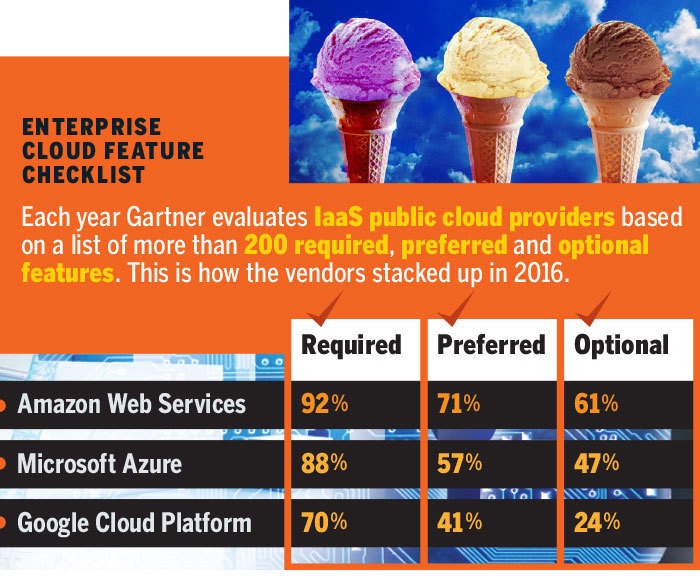 ENTERPRISE
CLOUD FEATURE
CHECKLIST
Each year Gartner evaluates IaaS public cloud providers based
on a list of more than 200 required, preferred and optional
features. This is how the vendors stacked up in 2016.
Required Preferred Optional
Amazon Web Services 92% 71% 61%
Microsoft Azure 88% 57% 47%
Google Cloud Platform 70% 41% 24%